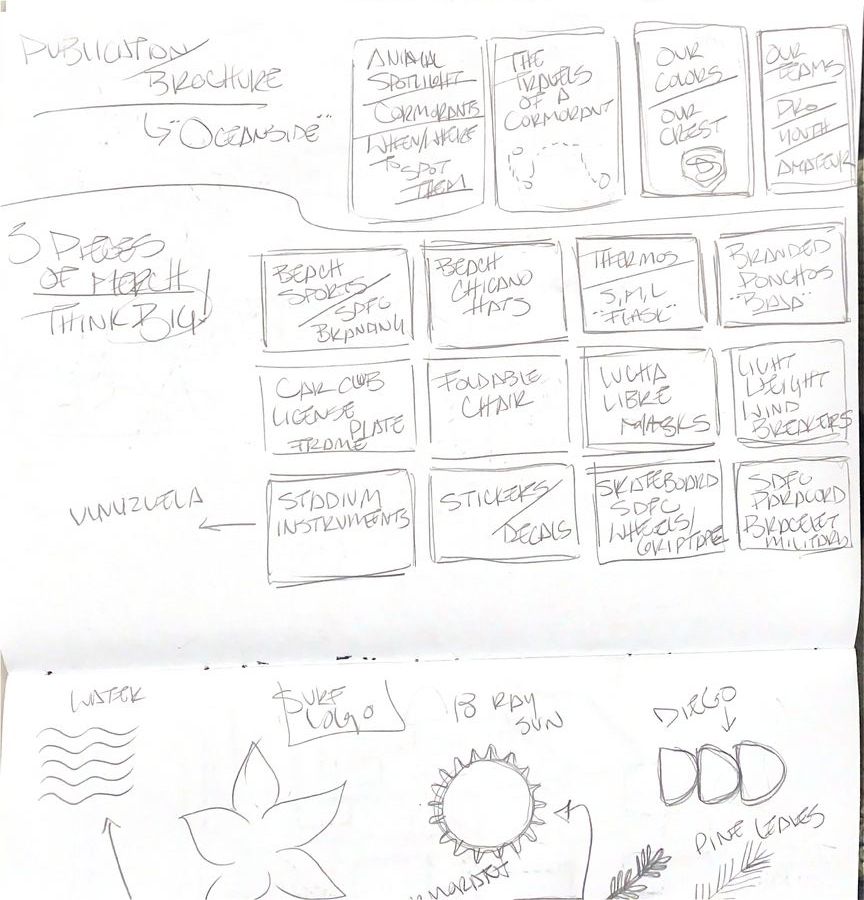 PUBLICATION/
BROCHURE
"OCEANSIDE"
ANIMAL
SPOTLIGHT
CORMORANTS
WHEN/WHERE
TO SPOT
THEM
THE
TRAVELS
OF A
CORMORANT
OUR
COLORS
OUR
CREST
S
OUR
TEAMS
PRO
YOUTH
AMATEUR
3 PIECES
OF MERCH
THINK BIG!
BEACH
SPORTS/
SDFC
BRANDING
BEACH
CHICANO
HATS
THERMOS
S, M, L
"FLASK"
BRANDED
PONCHOS
"BAJA"
CAR CLUB
LICENSE
PLATE
FRAME
FOLDABLE
CHAIR
LUCHA
LIBRE
MASKS
LIGHT
WEIGHT
WIND
BREAKERS
VUVUZUELA
STADIUM
INSTRUMENTS
STICKERS/
DECALS
SKATEBOARD
SDFC
WHEELS/
GRIPTAPE
SDFC
PARACORD
BRACELET
MILITARY
WATER
SURF
LOGO
18 RAY
SUN
DIEGO
DDD
PINE LEAVES